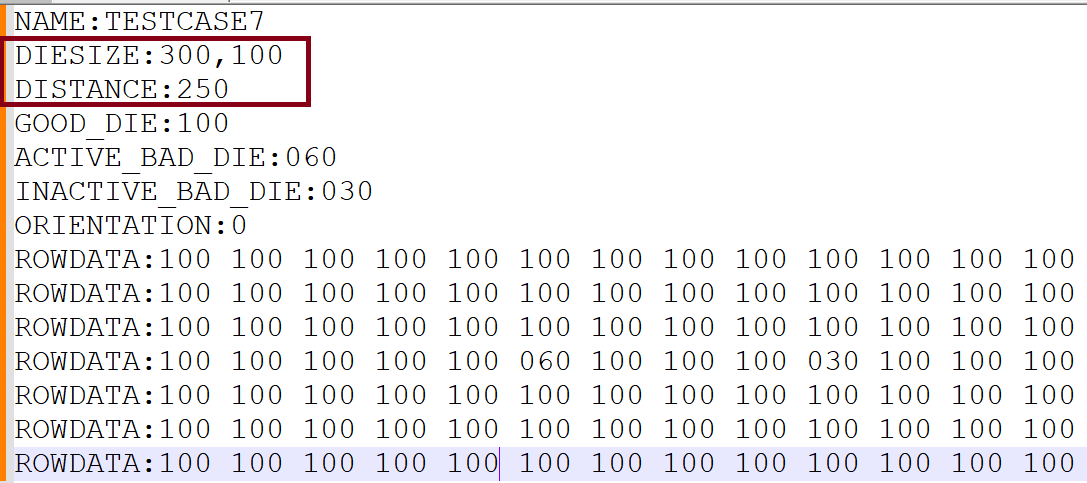 NAME:TESTCASE7
DIESIZE:300,100
DISTANCE:250
GOOD_DIE:100
ACTIVE_BAD_DIE:060
INACTIVE_BAD_DIE:030
ORIENTATION:0
ROWDATA:100 100 100 100 100 100 100 100 100 100 100 100 100
ROWDATA:100 100 100 100 100 100 100 100 100 100 100 100 100
ROWDATA:100 100 100 100 100 100 100 100 100 100 100 100 100
ROWDATA:100 100 100 100 100 060 100 100 100 030 100 100 100
ROWDATA:100 100 100 100 100 100 100 100 100 100 100 100 100
ROWDATA:100 100 100 100 100 100 100 100 100 100 100 100 100
ROWDATA:100 100 100 100 100 100 100 100 100 100 100 100 100